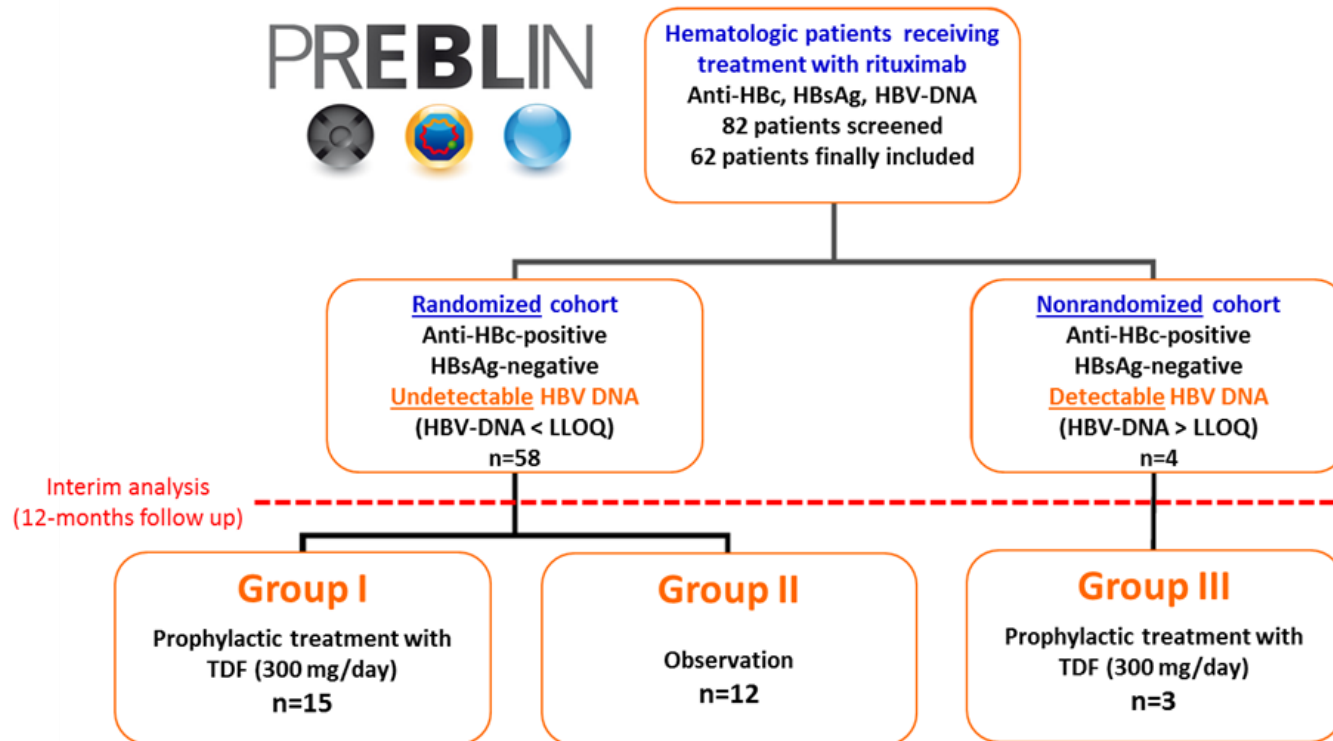 PREBLIN
Hematologic patients receiving
treatment with rituximab
Anti-HBc, HBsAg, HBV-DNA
82 patients screened
62 patients finally included
Randomized cohort
Anti-HBc-positive
HBsAg-negative
Undetectable HBV DNA
(HBV-DNA < LLOQ)
n=58
Nonrandomized cohort
Anti-HBc-positive
HBsAg-negative
Detectable HBV DNA
(HBV-DNA > LLOQ)
n=4
Interim analysis
(12-months follow up)
Group I
Prophylactic treatment with
TDF (300 mg/day)
n=15
Group II
Observation
n=12
Group III
Prophylactic treatment with
TDF (300 mg/day)
n=3